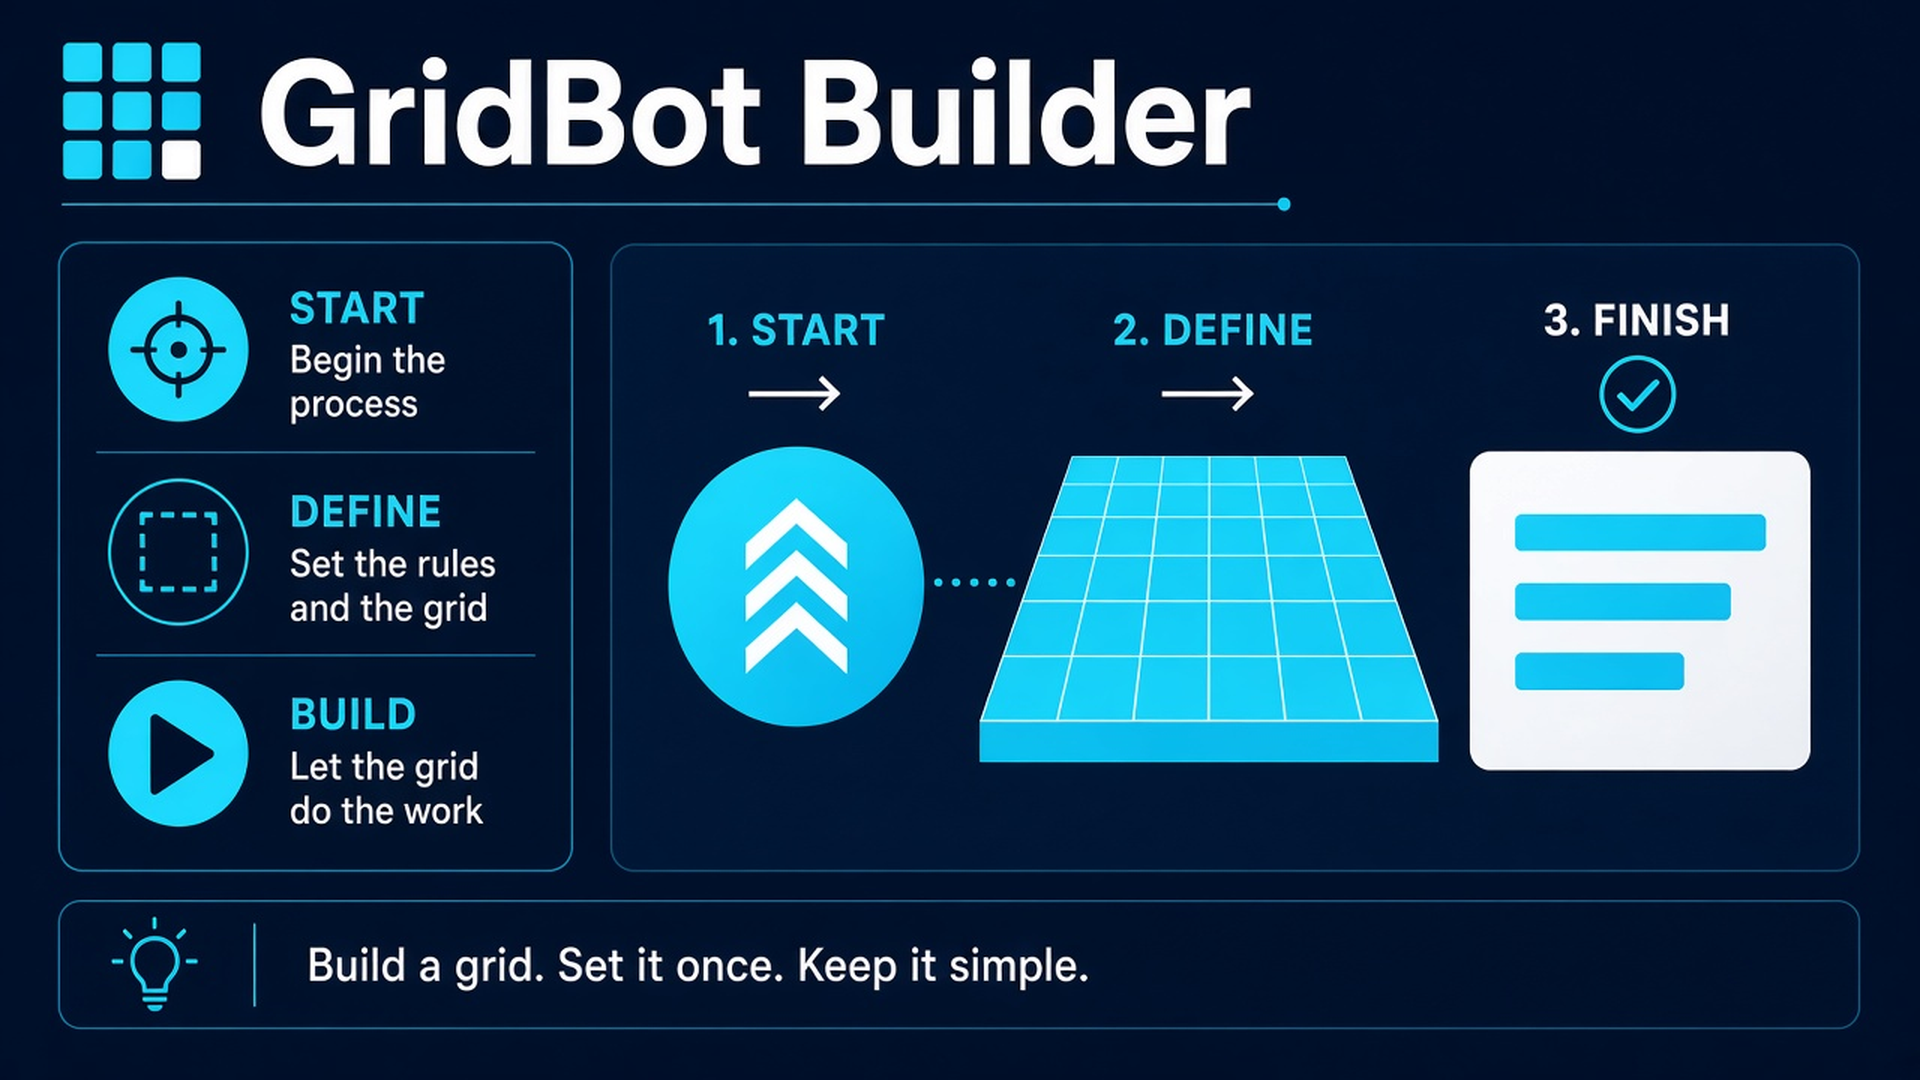 GridBot Builder
START
Begin the
process
DEFINE
Set the rules
and the grid
BUILD
Let the grid
do the work
1. START
2. DEFINE
3. FINISH
Build a grid. Set it once. Keep it simple.